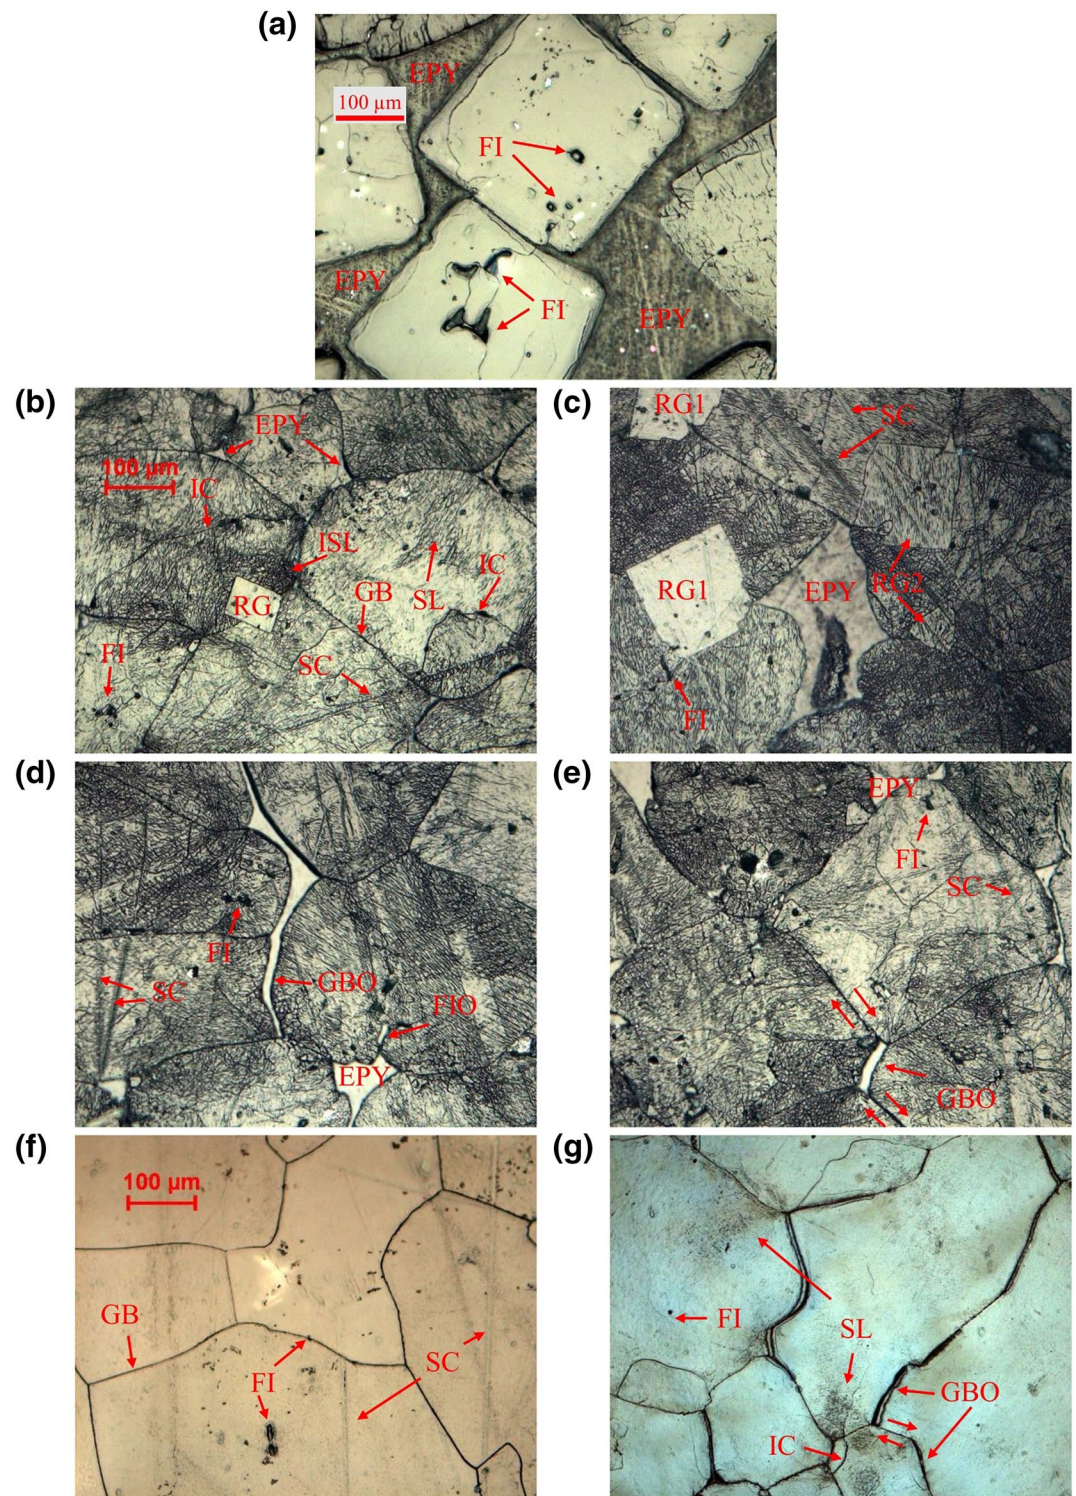 (a)
EPY
100 µm
FI
EPY
FI
EPY
(b)
EPY
100 µm
IC
ISL
IC
GB
SL
RG
FI
SC
(c)
RG1
SC
RG1
EPY
RG2
FI
(d)
FI
SC
GBO
FIO
EPY
(e)
EPY
FI
SC
GBO
(f)
100 µm
GB
SC
FI
(g)
FI
SL
GBO
IC